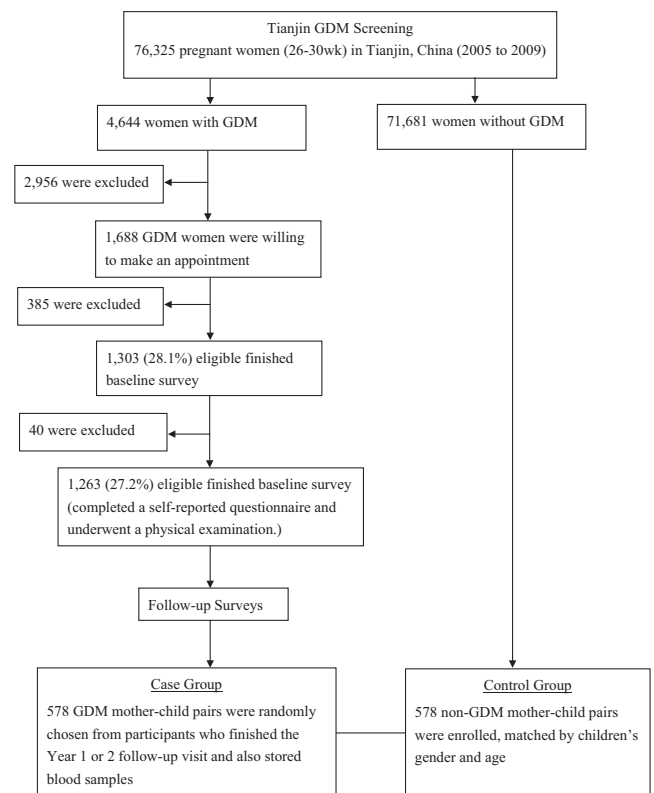 Tianjin GDM Screening
76,325 pregnant women (26-30wk) in Tianjin, China (2005 to 2009)
4,644 women with GDM
71,681 women without GDM
2,956 were excluded
1,688 GDM women were willing
to make an appointment
385 were excluded
1,303 (28.1%) eligible finished
baseline survey
40 were excluded
1,263 (27.2%) eligible finished baseline survey
(completed a self-reported questionnaire and
underwent a physical examination.)
Follow-up Surveys
Case Group
578 GDM mother-child pairs were randomly
chosen from participants who finished the
Year 1 or 2 follow-up visit and also stored
blood samples
Control Group
578 non-GDM mother-child pairs
were enrolled, matched by children's
gender and age